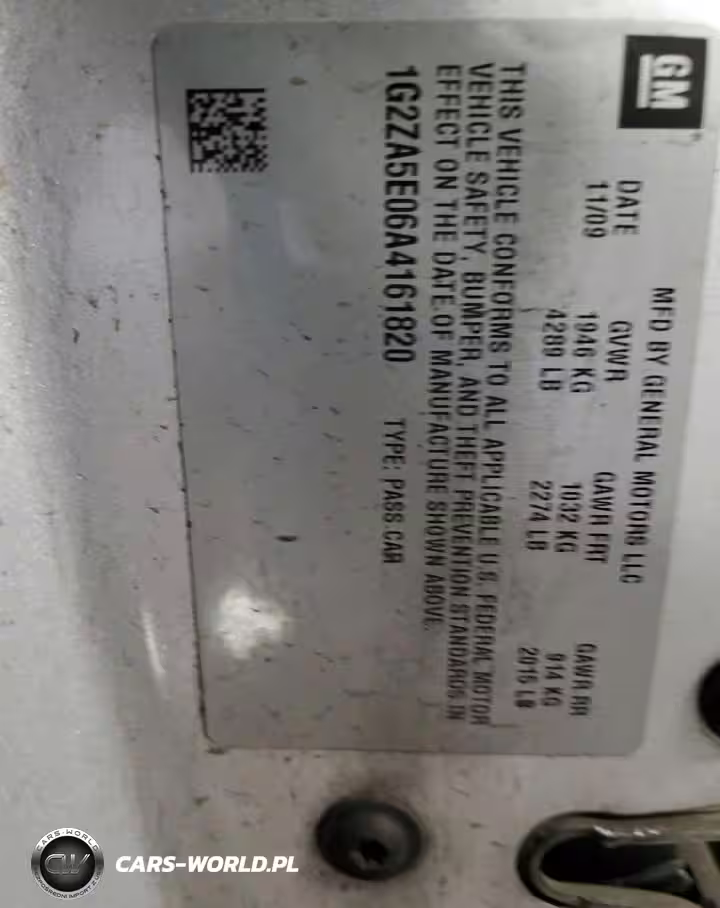 GM
MFD BY GENERAL MOTORS LLC
DATE GVWR GAWR FRT GAWR RR
11/09 1946 KG 1032 KG 914 KG
4289 LB 2274 LB 2015 LB
THIS VEHICLE CONFORMS TO ALL APPLICABLE U.S. FEDERAL MOTOR
VEHICLE SAFETY, BUMPER, AND THEFT PREVENTION STANDARDS IN
EFFECT ON THE DATE OF MANUFACTURE SHOWN ABOVE.
1G2ZA5E06A4161820 TYPE: PASS CAR
CARS-WORLD
CW
CARS-WORLD.PL